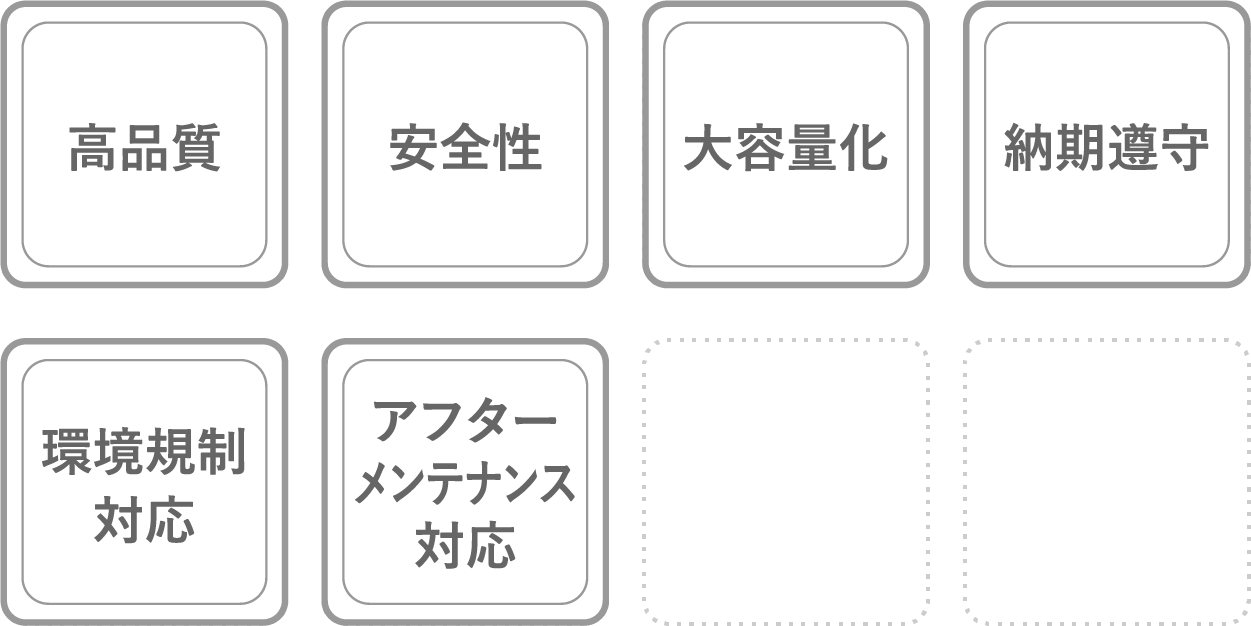 高品質
安全性
大容量化
納期遵守
環境規制
対応
アフター
メンテナンス
対応